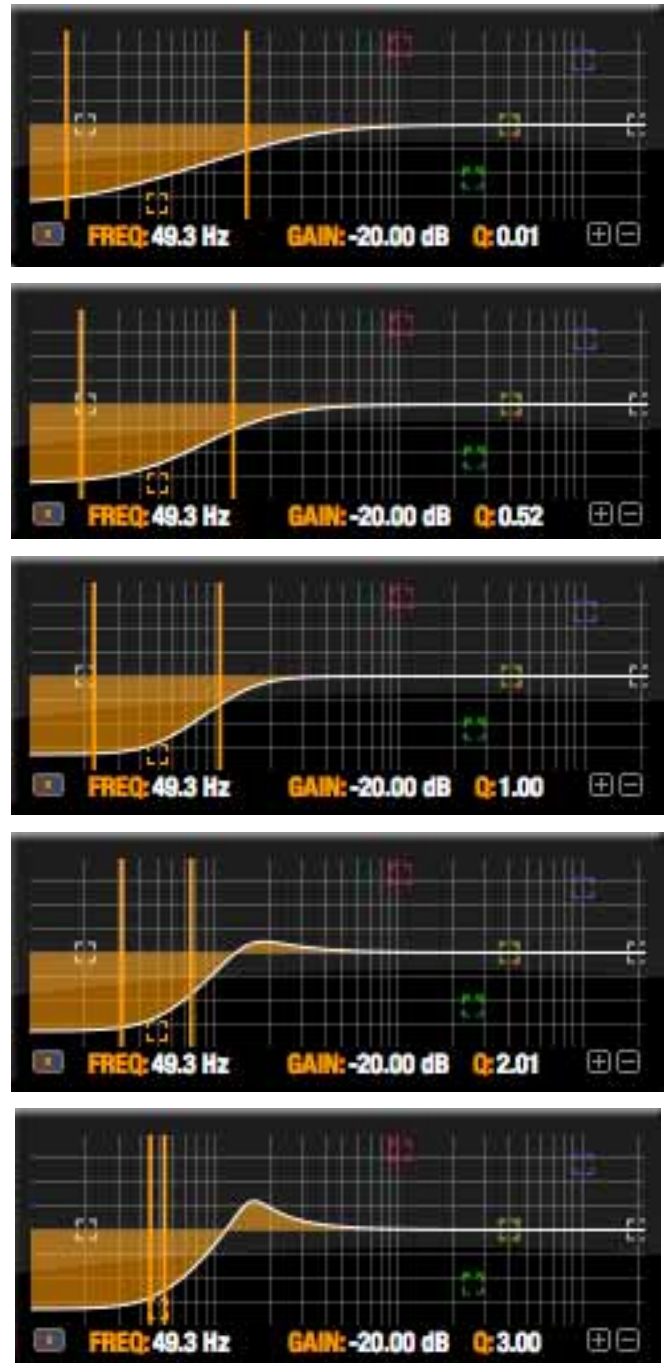 FREQ: 49.3 Hz GAIN: -20.00 dB Q: 0.01
FREQ: 49.3 Hz GAIN: -20.00 dB Q: 0.52
FREQ: 49.3 Hz GAIN: -20.00 dB Q: 1.00
FREQ: 49.3 Hz GAIN: -20.00 dB Q: 2.01
FREQ: 49.3 Hz GAIN: -20.00 dB Q: 3.00